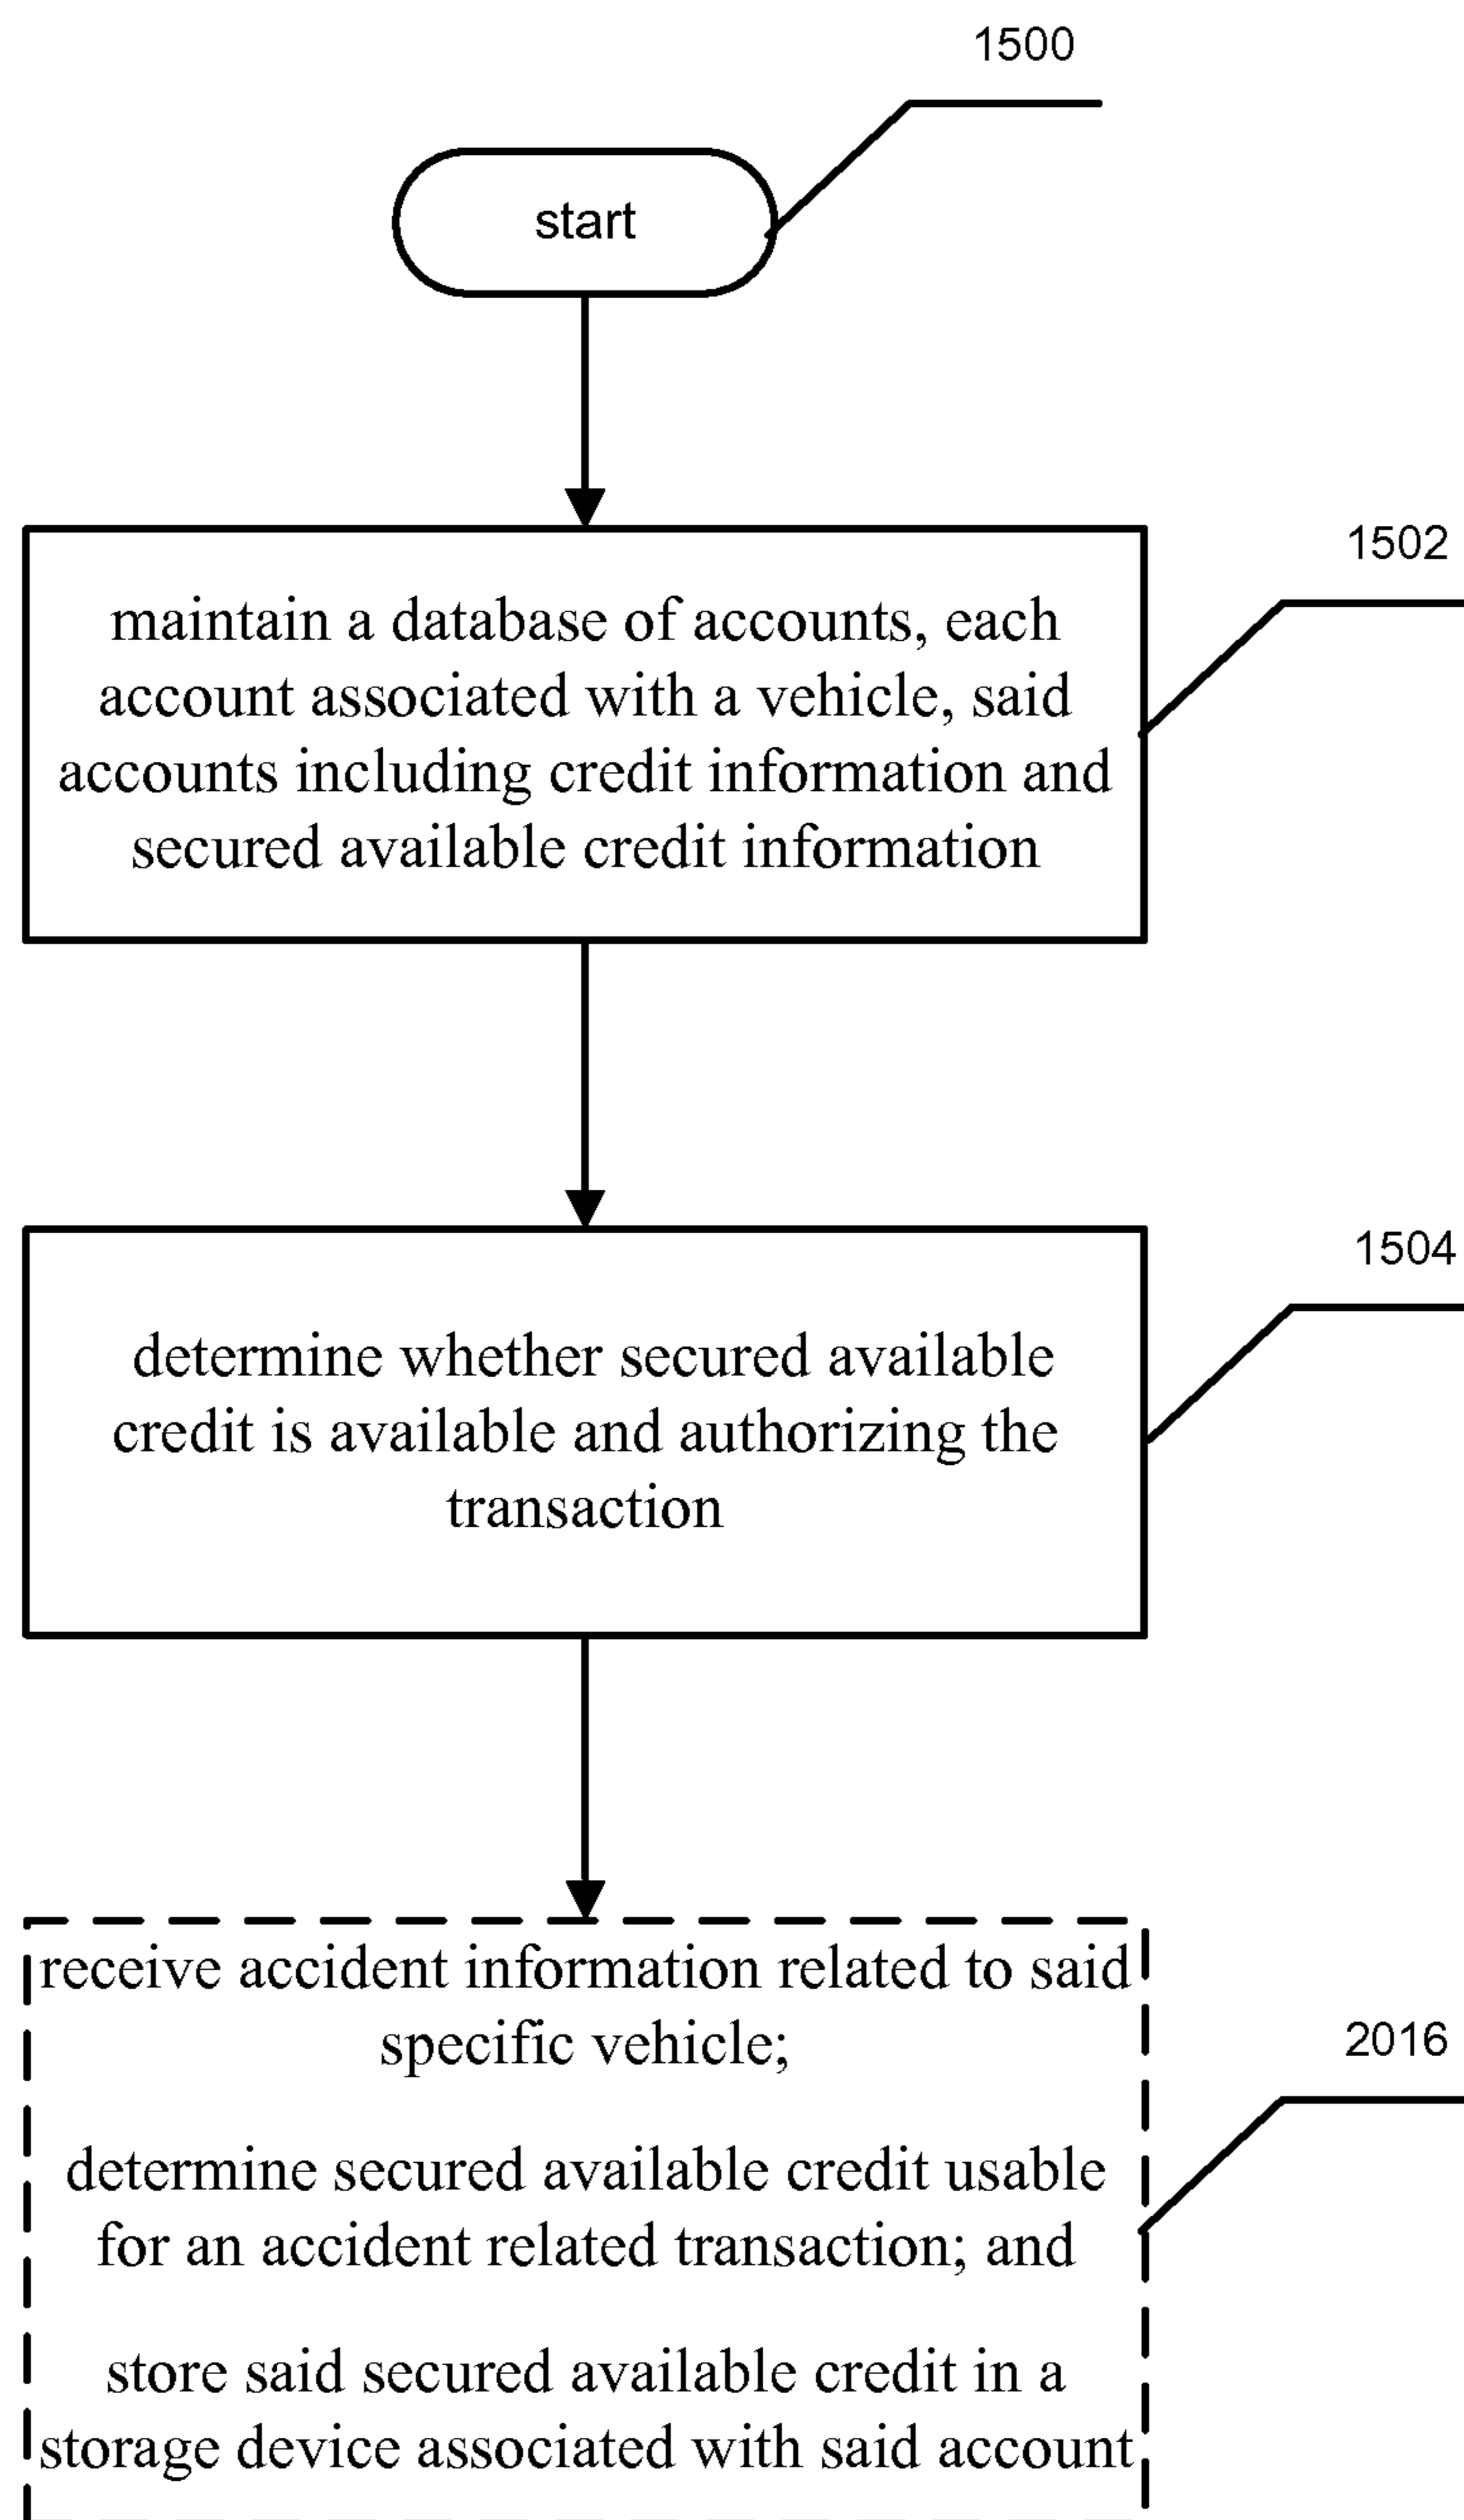 1500
start
1502
maintain a database of accounts, each
account associated with a vehicle, said
accounts including credit information and
secured available credit information
1504
determine whether secured available
credit is available and authorizing the
transaction
receive accident information related to said
specific vehicle;
2016
determine secured available credit usable
for an accident related transaction; and
store said secured available credit in a
storage device associated with said account